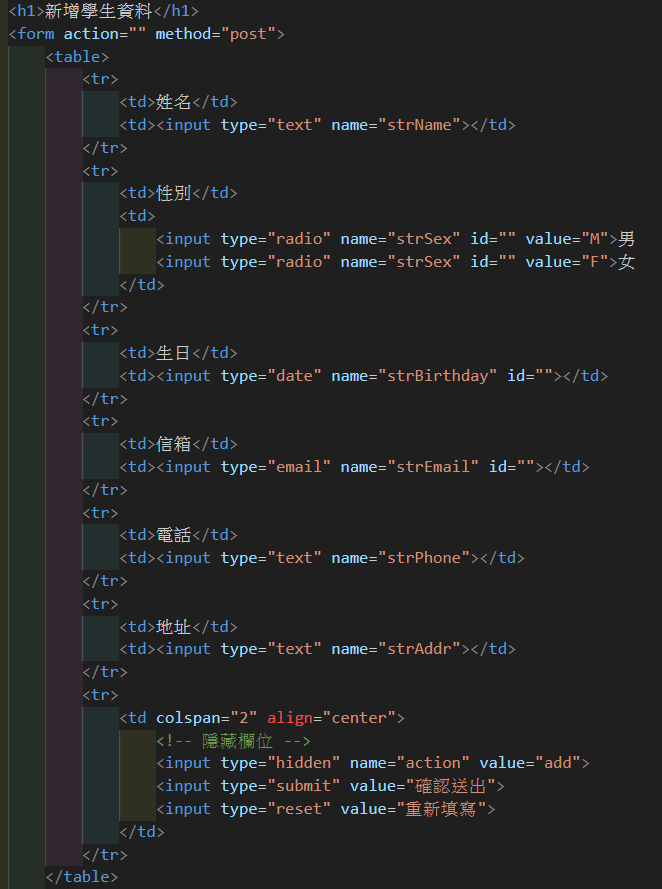 <h1>新增學生資料</h1>
<form action="" method="post">
<table>
<tr>
<td>姓名</td>
<td><input type="text" name="strName"></td>
</tr>
<tr>
<td>性別</td>
<td>
<input type="radio" name="strSex" id="" value="M">男
<input type="radio" name="strSex" id="" value="F">女
</td>
</tr>
<tr>
<td>生日</td>
<td><input type="date" name="strBirthday" id=""></td>
</tr>
<tr>
<td>信箱</td>
<td><input type="email" name="strEmail" id=""></td>
</tr>
<tr>
<td>電話</td>
<td><input type="text" name="strPhone"></td>
</tr>
<tr>
<td>地址</td>
<td><input type="text" name="strAddr"></td>
</tr>
<tr>
<td colspan="2" align="center">
<!-- 隱藏欄位 -->
<input type="hidden" name="action" value="add">
<input type="submit" value="確認送出">
<input type="reset" value="重新填寫">
</td>
</tr>
</table>